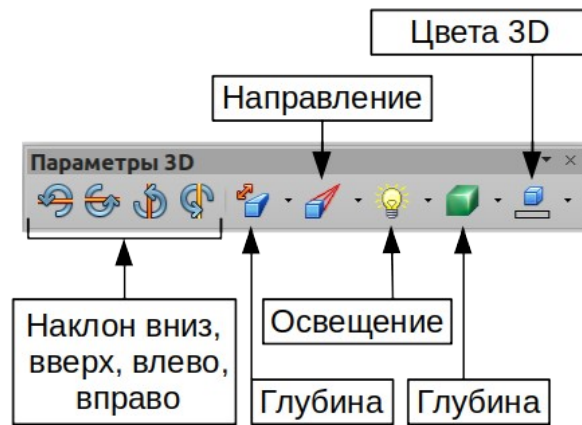 Цвета 3D
Направление
Параметры 3D
Наклон вниз,
вверх, влево,
вправо
Освещение
Глубина
Глубина